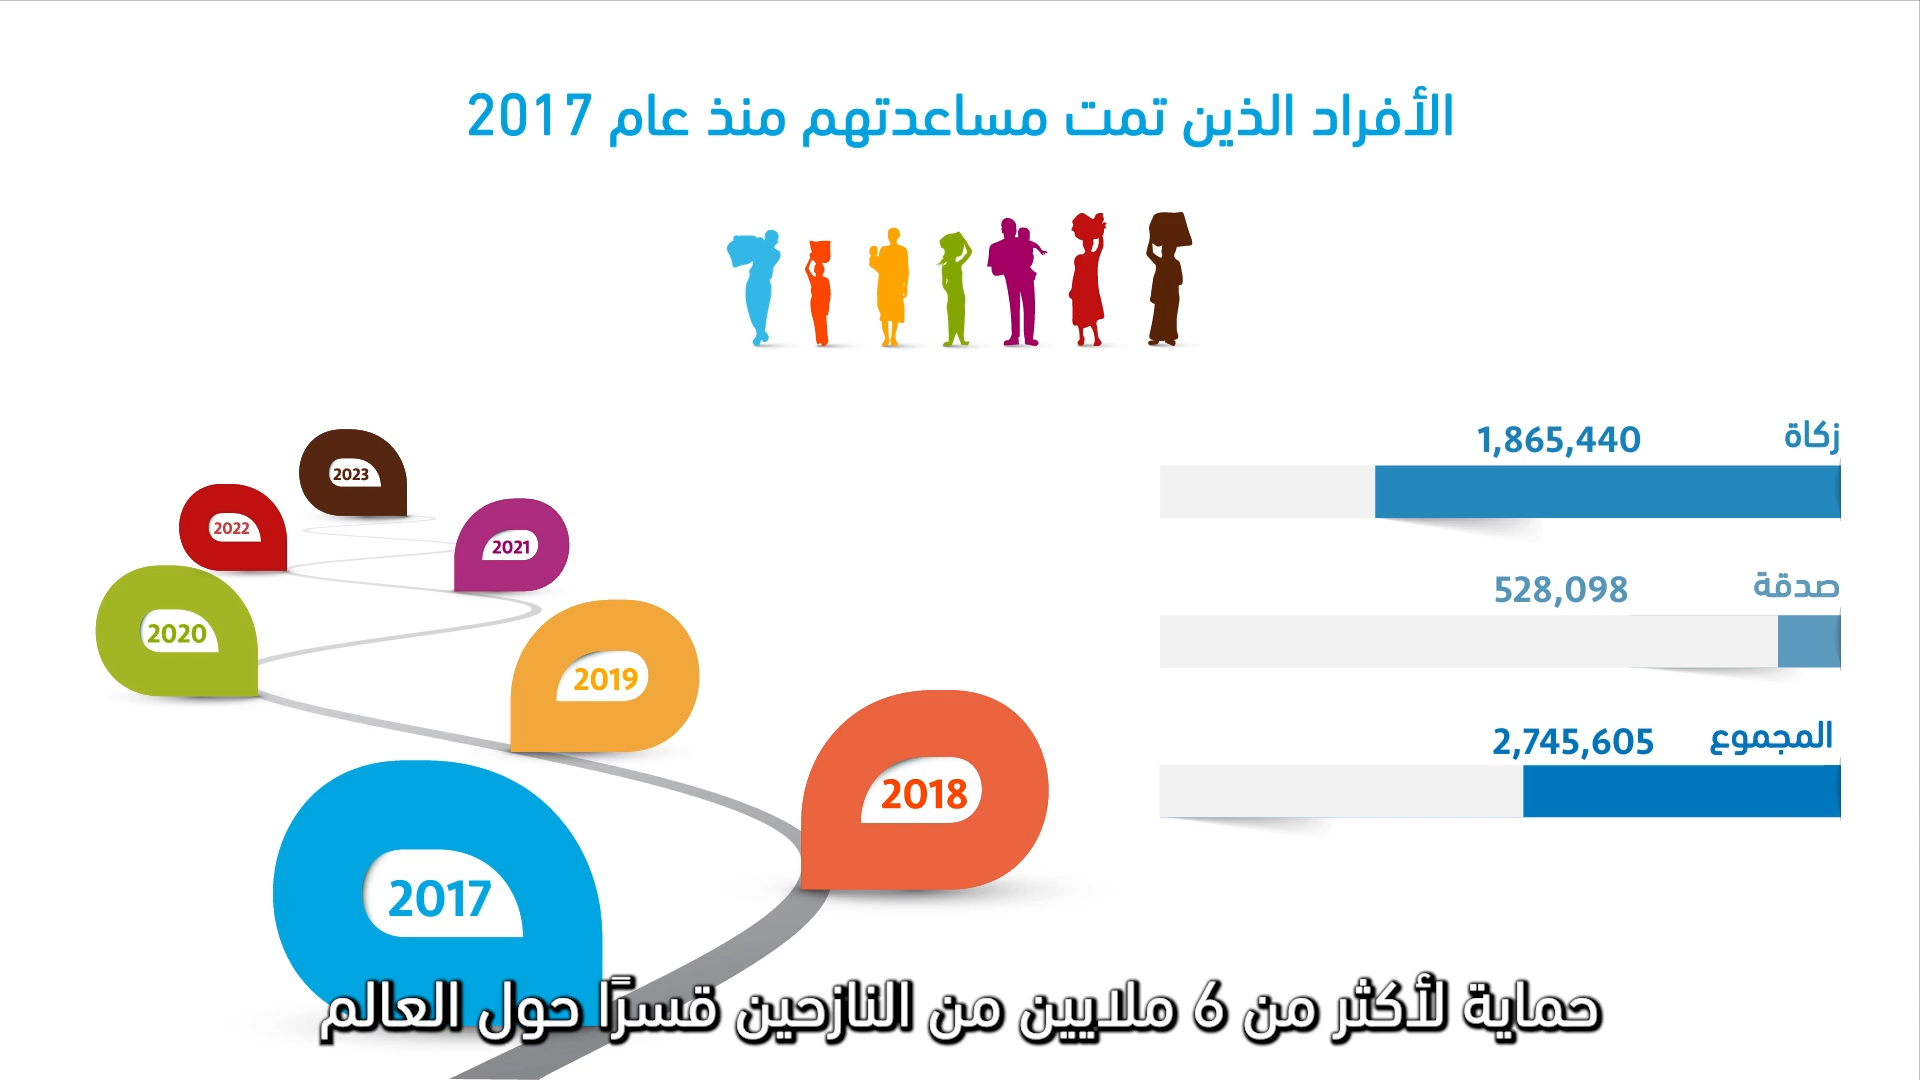 الأفراد الذين تمت مساعدتهم منذ عام 2017
زكاة 1,865,440
صدقة 528,098
المجموع 2,745,605
2023
2022
2021
2020
2019
2018
2017
حماية لأكثر من 6 ملايين من النازحين قسرًا حول العالم